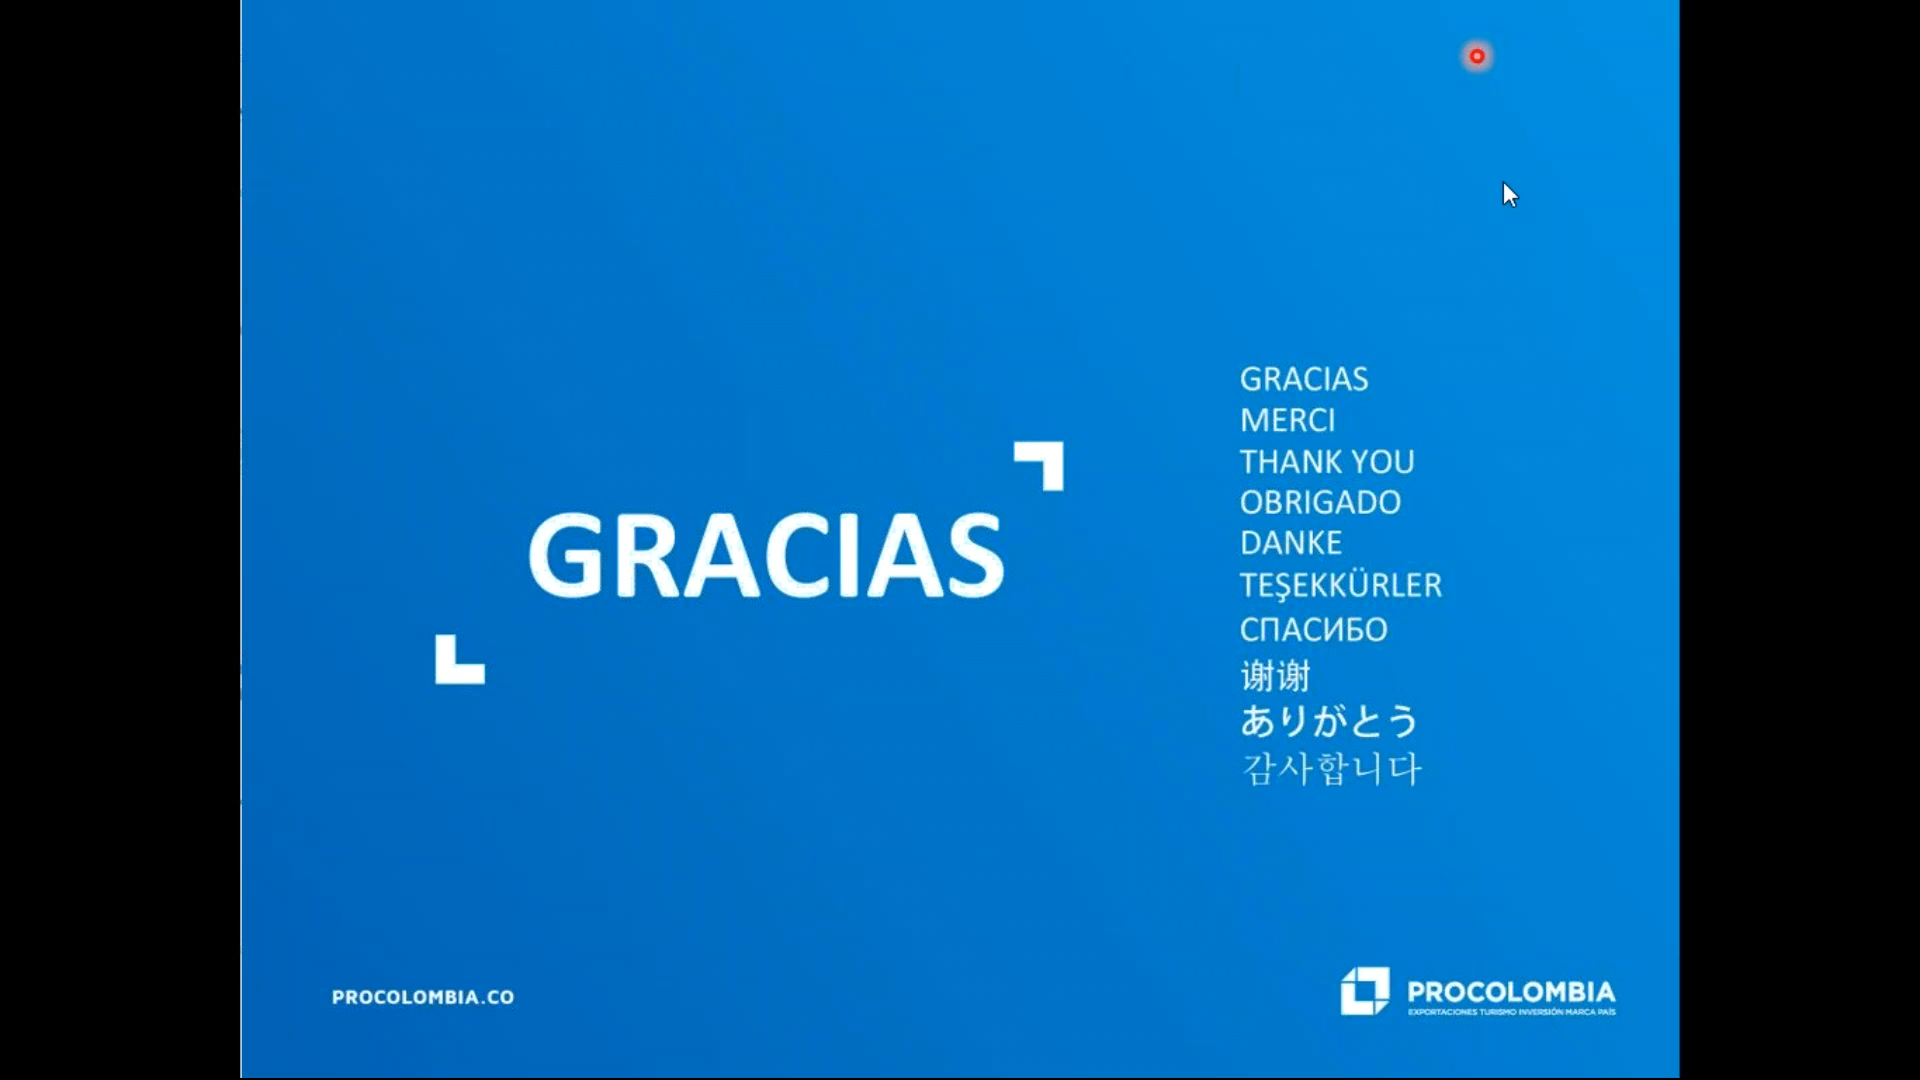 GRACIAS
GRACIAS
MERCI
THANK YOU
OBRIGADO
DANKE
TEŞEKKÜRLER
СПАСИБО
谢谢
ありがとう
감사합니다
PROCOLOMBIA.CO
PROCOLOMBIA
EXPORTACIONES TURISMO INVERSIÓN MARCA PAÍS